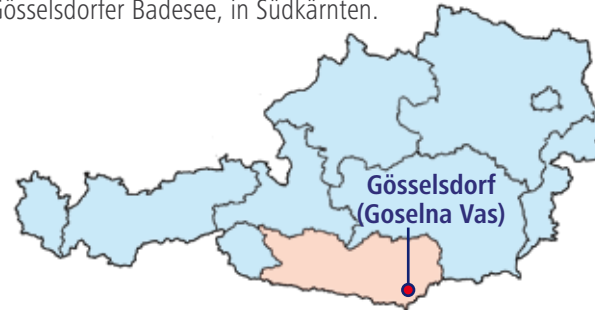 Gösselsdorfer Badesee, in Südkärnten.
Gösselsdorf
(Goselna Vas)